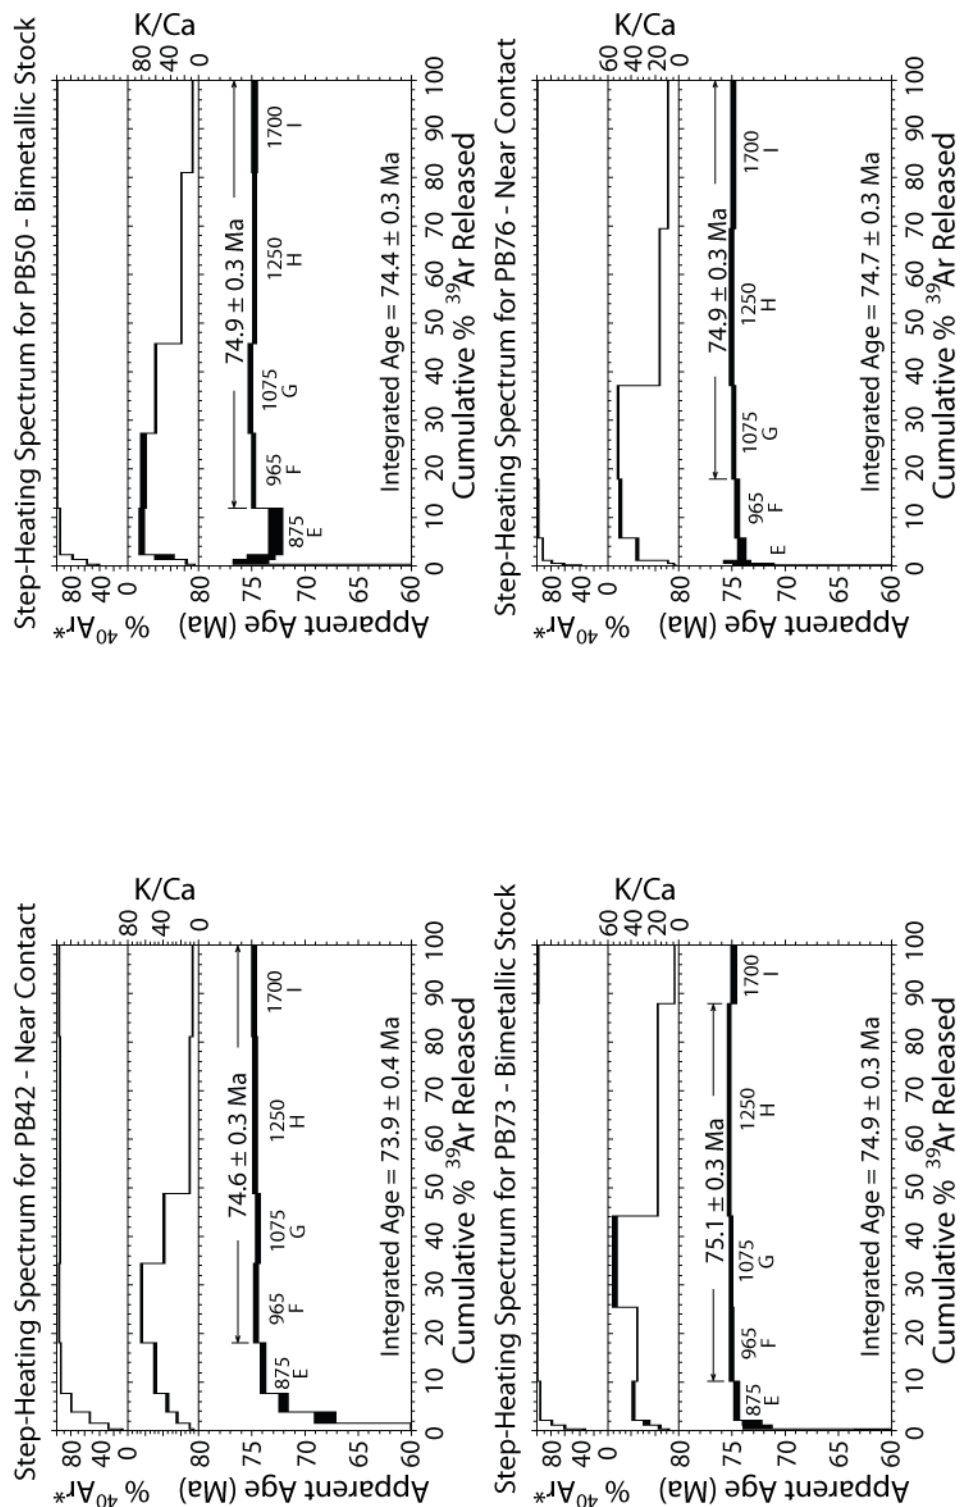 Step-Heating Spectrum for PB42 - Near Contact
% ⁴⁰Ar*
80
40
0
K/Ca
80
40
0
Apparent Age (Ma)
80
75
70
65
60
74.6 ± 0.3 Ma
875
E
965
F
1075
G
1250
H
1700
I
Integrated Age = 73.9 ± 0.4 Ma
0 10 20 30 40 50 60 70 80 90 100
Cumulative % ³⁹Ar Released
Step-Heating Spectrum for PB50 - Bimetallic Stock
% ⁴⁰Ar*
80
40
0
K/Ca
80
40
0
Apparent Age (Ma)
80
75
70
65
60
74.9 ± 0.3 Ma
875
E
965
F
1075
G
1250
H
1700
I
Integrated Age = 74.4 ± 0.3 Ma
0 10 20 30 40 50 60 70 80 90 100
Cumulative % ³⁹Ar Released
Step-Heating Spectrum for PB73 - Bimetallic Stock
% ⁴⁰Ar*
80
40
0
K/Ca
60
40
20
0
Apparent Age (Ma)
80
75
70
65
60
75.1 ± 0.3 Ma
875
E
965
F
1075
G
1250
H
1700
I
Integrated Age = 74.9 ± 0.3 Ma
0 10 20 30 40 50 60 70 80 90 100
Cumulative % ³⁹Ar Released
Step-Heating Spectrum for PB76 - Near Contact
% ⁴⁰Ar*
80
40
0
K/Ca
60
40
20
0
Apparent Age (Ma)
80
75
70
65
60
74.9 ± 0.3 Ma
E
965
F
1075
G
1250
H
1700
I
Integrated Age = 74.7 ± 0.3 Ma
0 10 20 30 40 50 60 70 80 90 100
Cumulative % ³⁹Ar Released